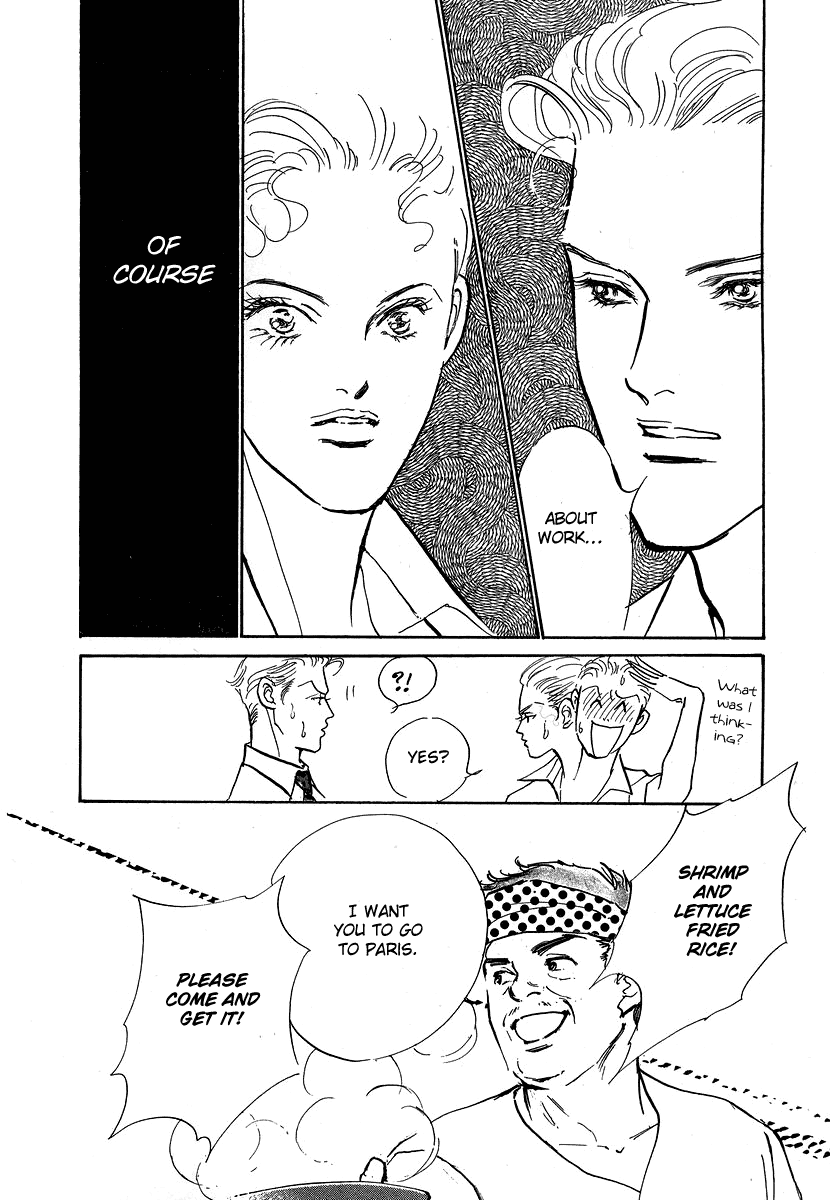 ABOUT
WORK...
OF
COURSE
What
was I
think-
ing?
?!
YES?
SHRIMP
AND
LETTUCE
FRIED
RICE!
I WANT
YOU TO GO
TO PARIS.
PLEASE
COME AND
GET IT!